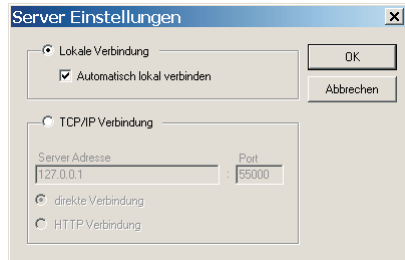 Server Einstellungen
Lokale Verbindung
Automatisch lokal verbinden
OK
Abbrechen
TCP/IP Verbindung
Server Adresse Port
127.0.0.1 : 55000
direkte Verbindung
HTTP Verbindung